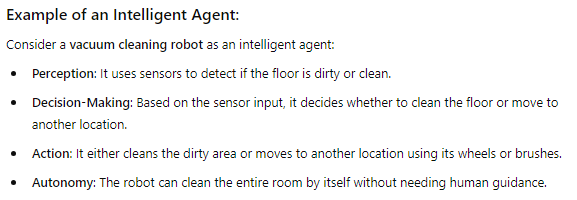 Example of an Intelligent Agent:
Consider a vacuum cleaning robot as an intelligent agent:
• Perception: It uses sensors to detect if the floor is dirty or clean.
• Decision-Making: Based on the sensor input, it decides whether to clean the floor or move to
another location.
• Action: It either cleans the dirty area or moves to another location using its wheels or brushes.
• Autonomy: The robot can clean the entire room by itself without needing human guidance.